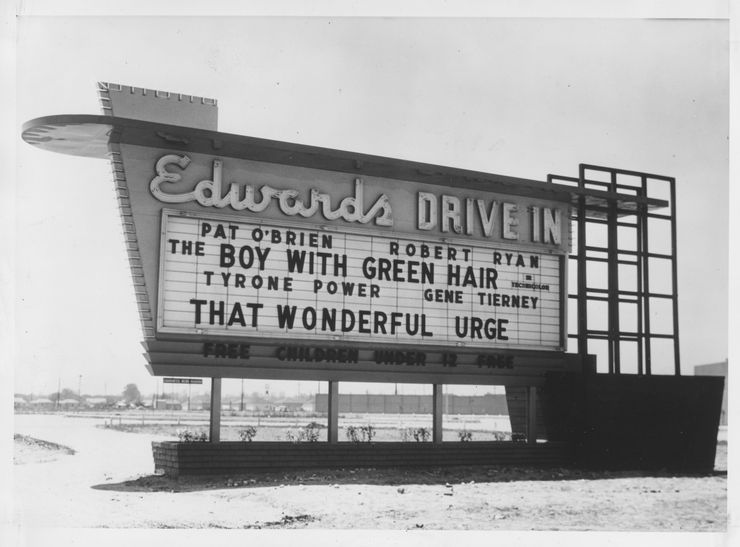 Edwards DRIVE IN
PAT O'BRIEN ROBERT RYAN
THE BOY WITH GREEN HAIR IN TECHNICOLOR
TYRONE POWER GENE TIERNEY
THAT WONDERFUL URGE
FREE CHILDREN UNDER 12 FREE